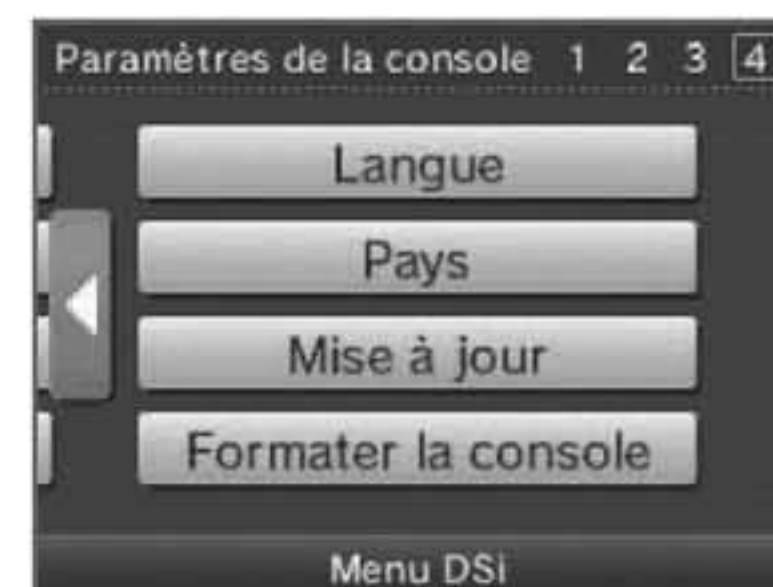 Paramètres de la console 1 2 3 4
Langue
Pays
Mise à jour
Formater la console
Menu DSi